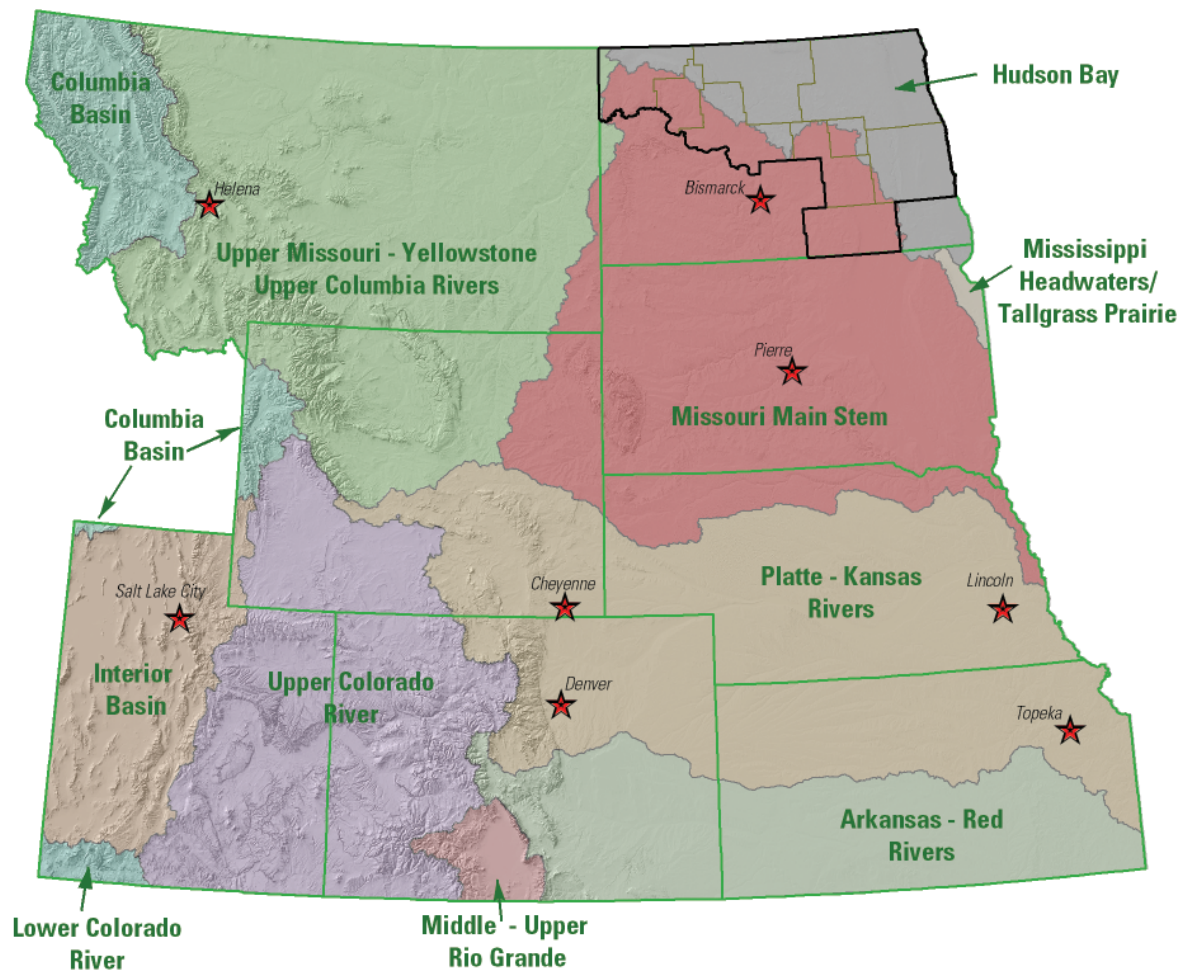 Columbia
Basin
Hudson Bay
Helena
Bismarck
Upper Missouri - Yellowstone
Upper Columbia Rivers
Mississippi
Headwaters/
Tallgrass Prairie
Pierre
Missouri Main Stem
Columbia
Basin
Salt Lake City
Cheyenne
Platte - Kansas
Rivers
Lincoln
Interior
Basin
Upper Colorado
River
Denver
Topeka
Arkansas - Red
Rivers
Lower Colorado
River
Middle - Upper
Rio Grande